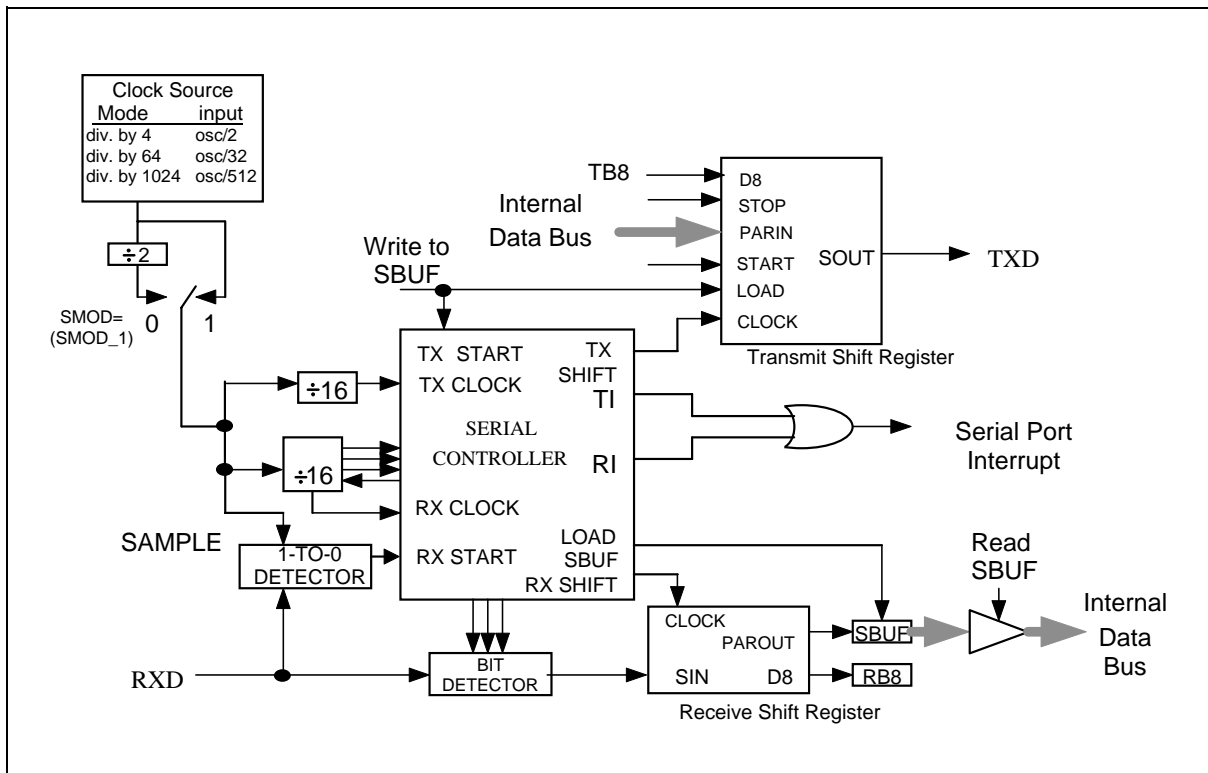 Clock Source
Mode input
div. by 4 osc/2
div. by 64 osc/32
div. by 1024 osc/512
÷2
SMOD=
(SMOD_1)
0 1
Write to
SBUF
TB8
Internal
Data Bus
D8
STOP
PARIN
START
LOAD
CLOCK
SOUT
TXD
Transmit Shift Register
÷16
÷16
TX START
TX CLOCK
SERIAL
CONTROLLER
RX CLOCK
RX START
TX
SHIFT
TI
RI
LOAD
SBUF
RX SHIFT
Serial Port
Interrupt
SAMPLE
1-TO-0
DETECTOR
RXD
BIT
DETECTOR
CLOCK
PAROUT
SIN D8
Receive Shift Register
SBUF
RB8
Read
SBUF
Internal
Data
Bus